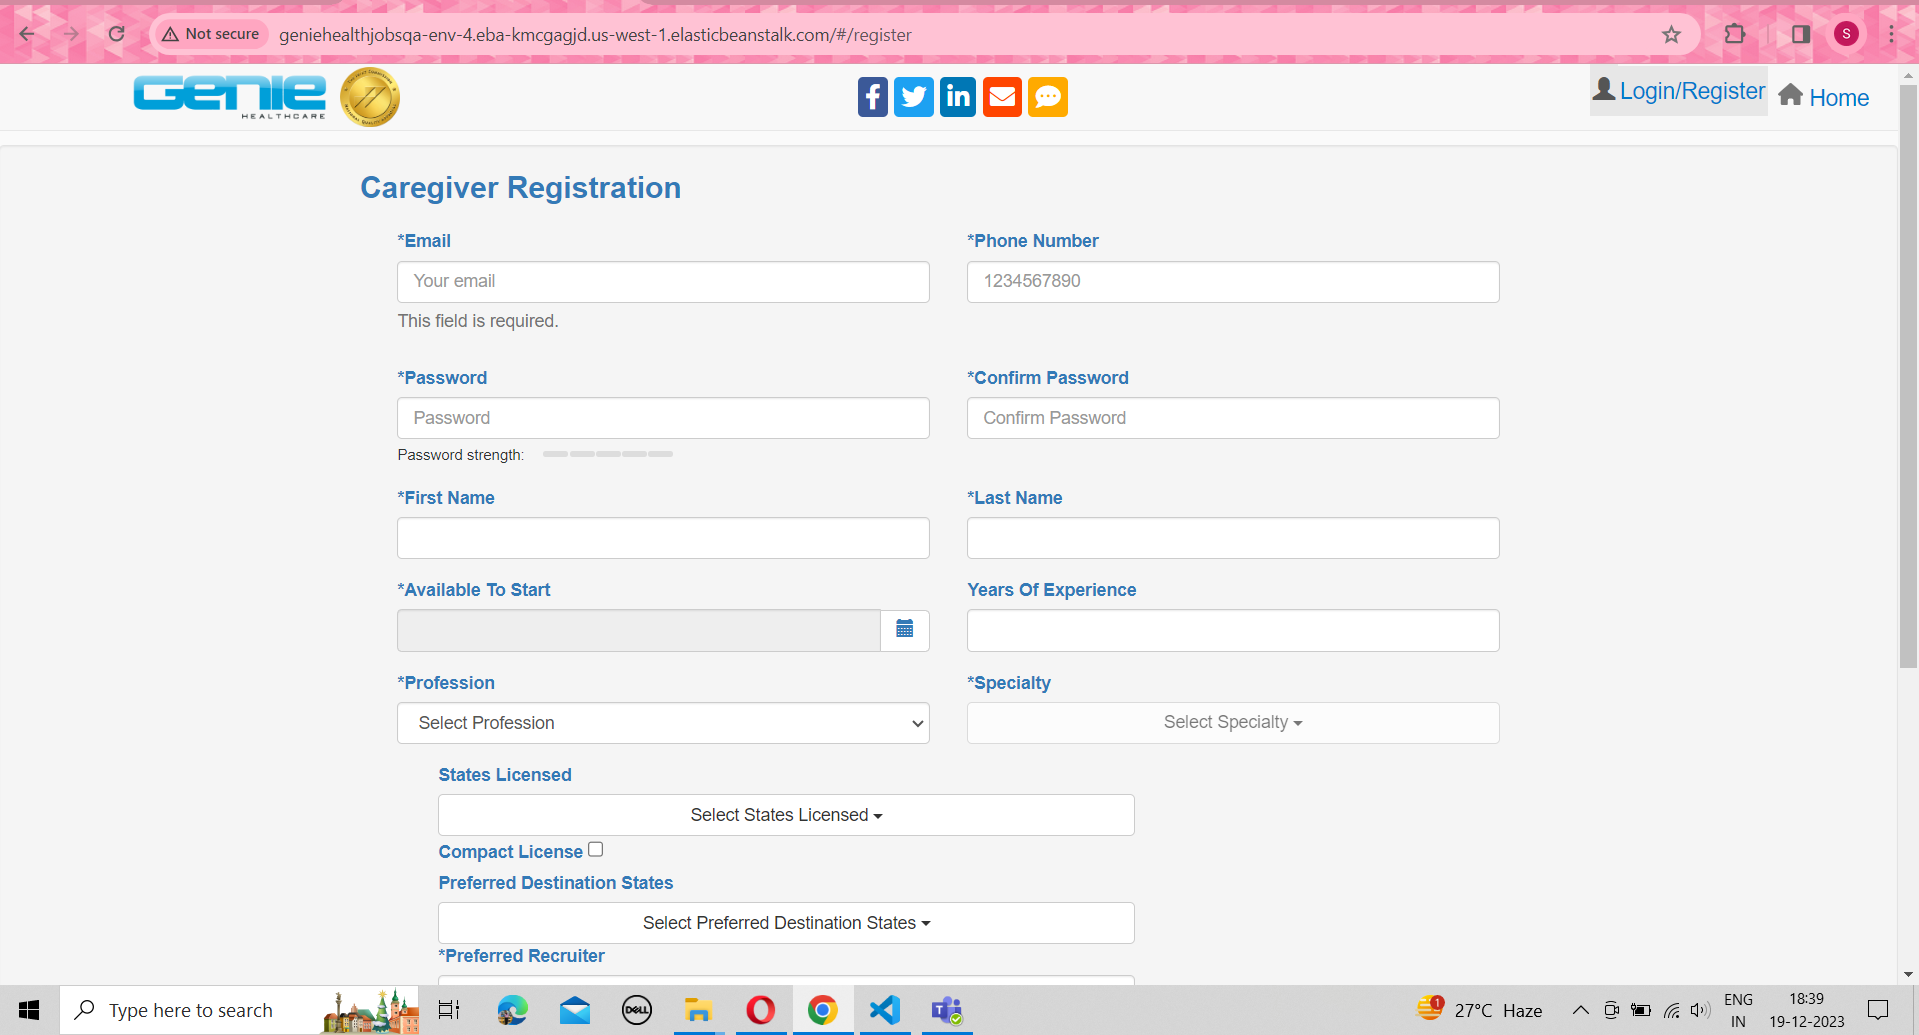 Not secure geniehealthjobsqa-env-4.eba-kmcgagjd.us-west-1.elasticbeanstalk.com/#/register S
Genie
HEALTHCARE
Login/Register Home
Caregiver Registration
*Email *Phone Number
Your email 1234567890
This field is required.
*Password *Confirm Password
Password Confirm Password
Password strength:
*First Name *Last Name
*Available To Start Years Of Experience
*Profession *Specialty
Select Profession Select Specialty
States Licensed
Select States Licensed
Compact License
Preferred Destination States
Select Preferred Destination States
*Preferred Recruiter
Type here to search DELL 1 27°C Haze ENG IN 18:39 19-12-2023